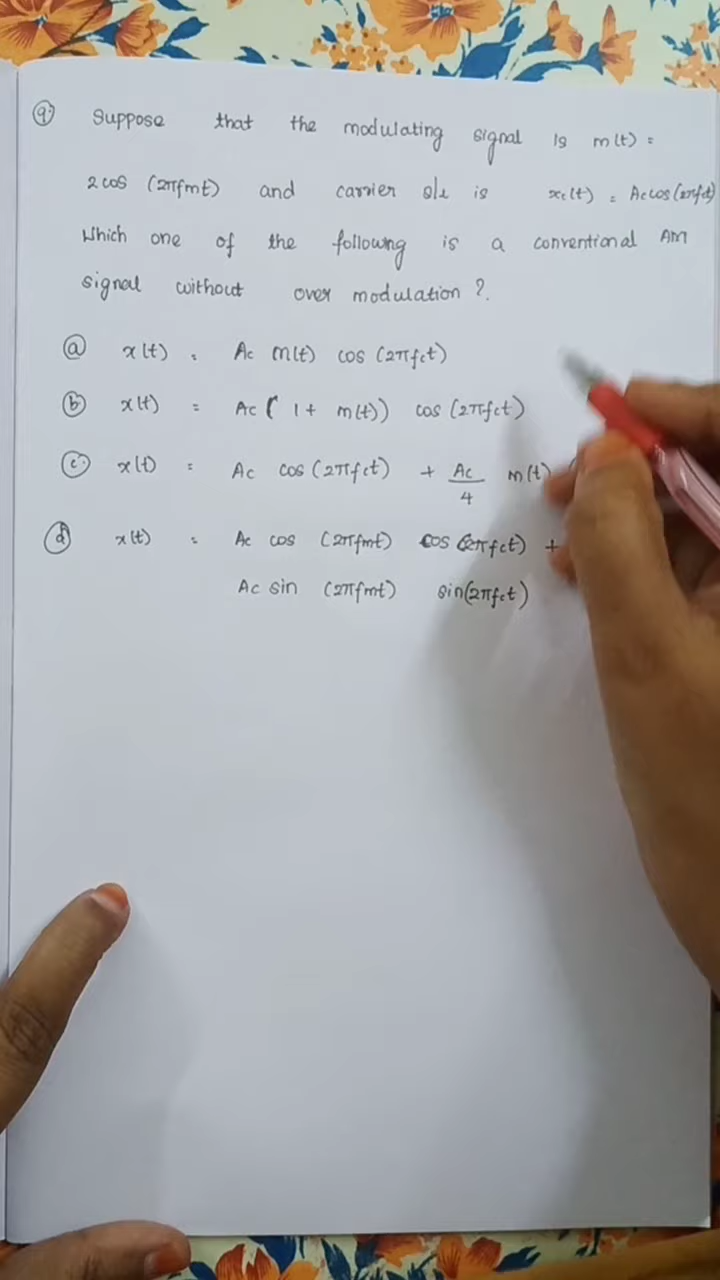 q. Suppose that the modulating signal is m(t) =
2cos (2πfmt) and carrier is xc(t) = Ac cos(2πfct)
Which one of the following is a conventional AM
signal without over modulation ?.
a x(t) = Ac m(t) cos (2πfct)
b x(t) = Ac ( 1 + m(t)) cos (2πfct)
c x(t) = Ac cos (2πfct) + Ac/4 m(t)
d x(t) = Ac cos (2πfmt) cos (2πfct) +
Ac sin (2πfmt) sin(2πfct)